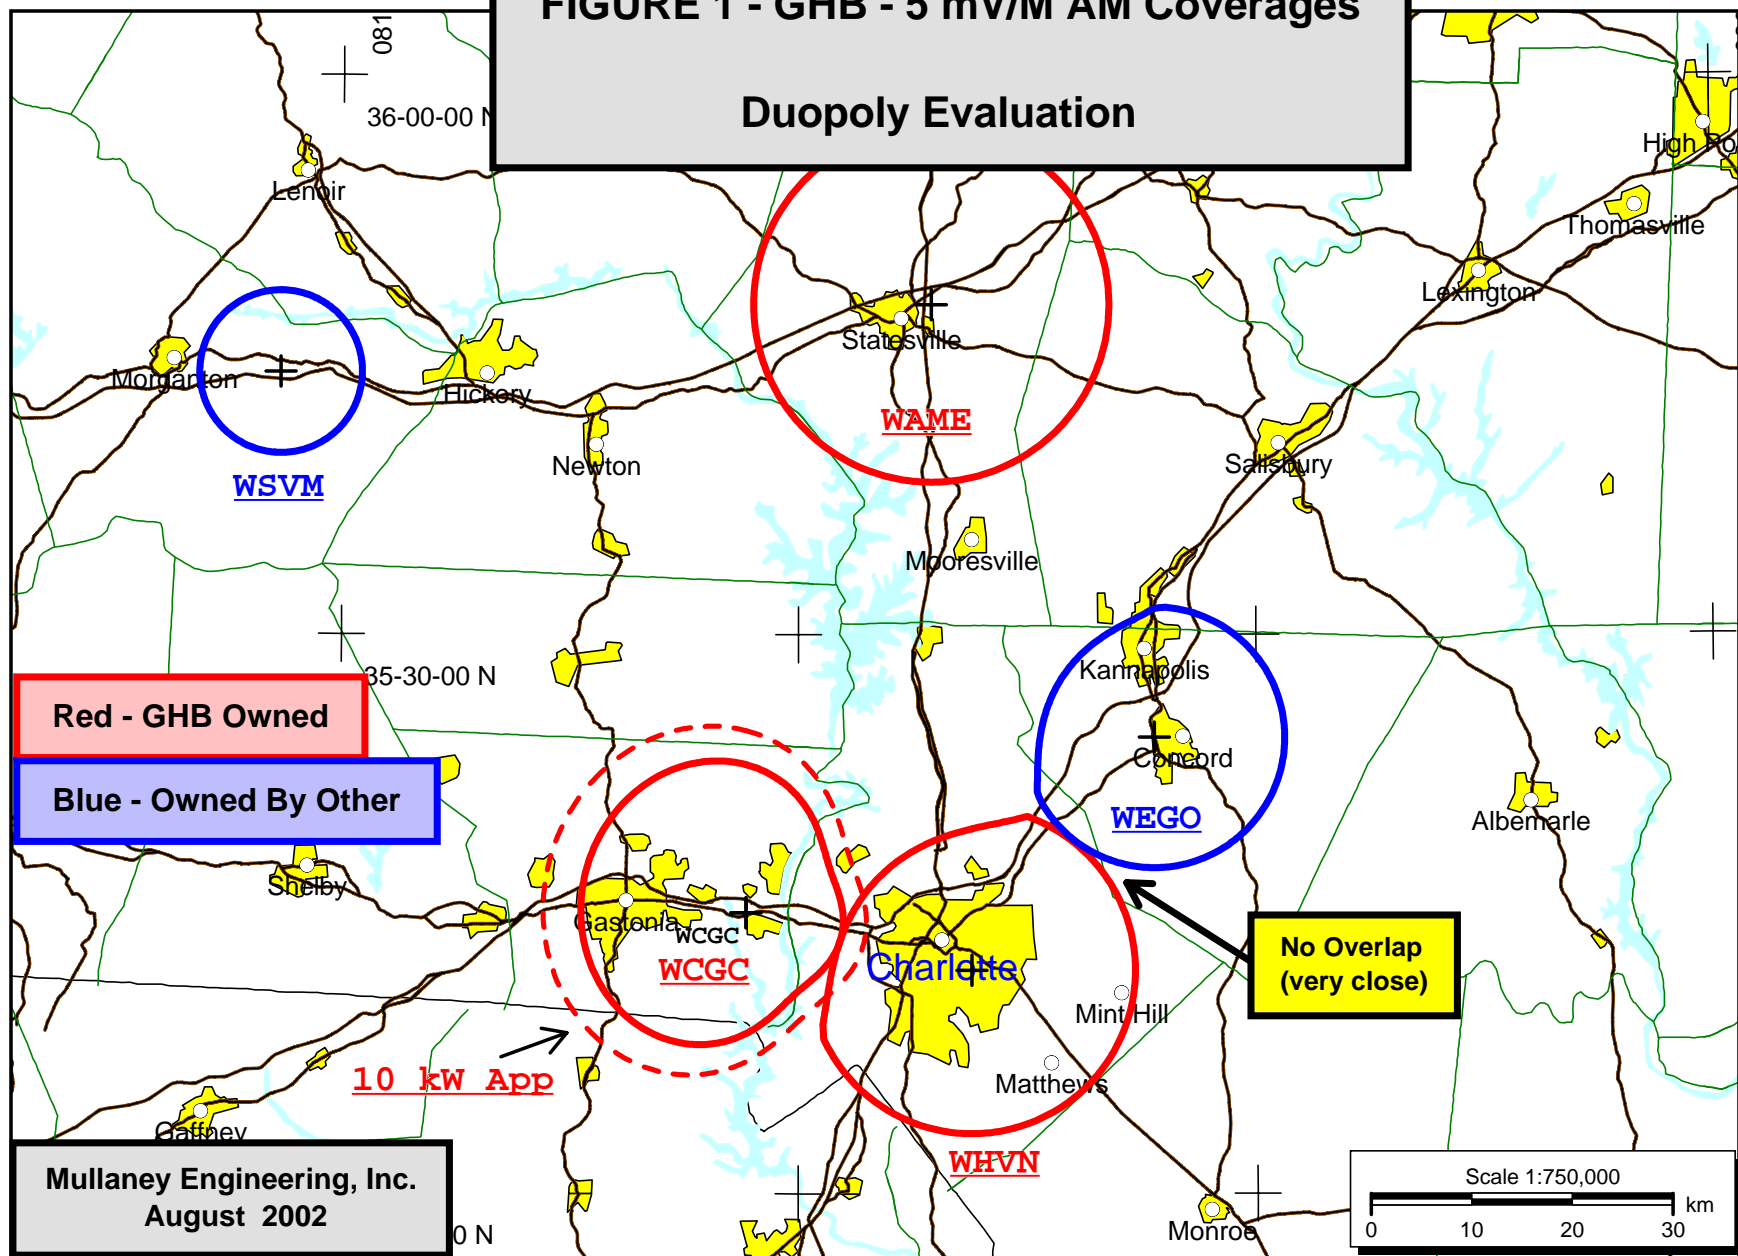 FIGURE 1 - GHB - 5 mV/M AM Coverages
Duopoly Evaluation
081
36-00-00 N
High Po
Lenoir
Thomasville
Lexington
Statesville
Morganton
Hickory
WAME
Newton
Salisbury
WSVM
Mooresville
35-30-00 N
Kannapolis
Red - GHB Owned
Concord
Blue - Owned By Other
WEGO
Albemarle
Shelby
Gastonia
WCGC
WCGC
Charlotte
No Overlap
(very close)
Mint Hill
10 kW App
Matthews
Gaffney
WHVN
Mullaney Engineering, Inc.
August 2002
0 N
Monroe
Scale 1:750,000
km
0 10 20 30